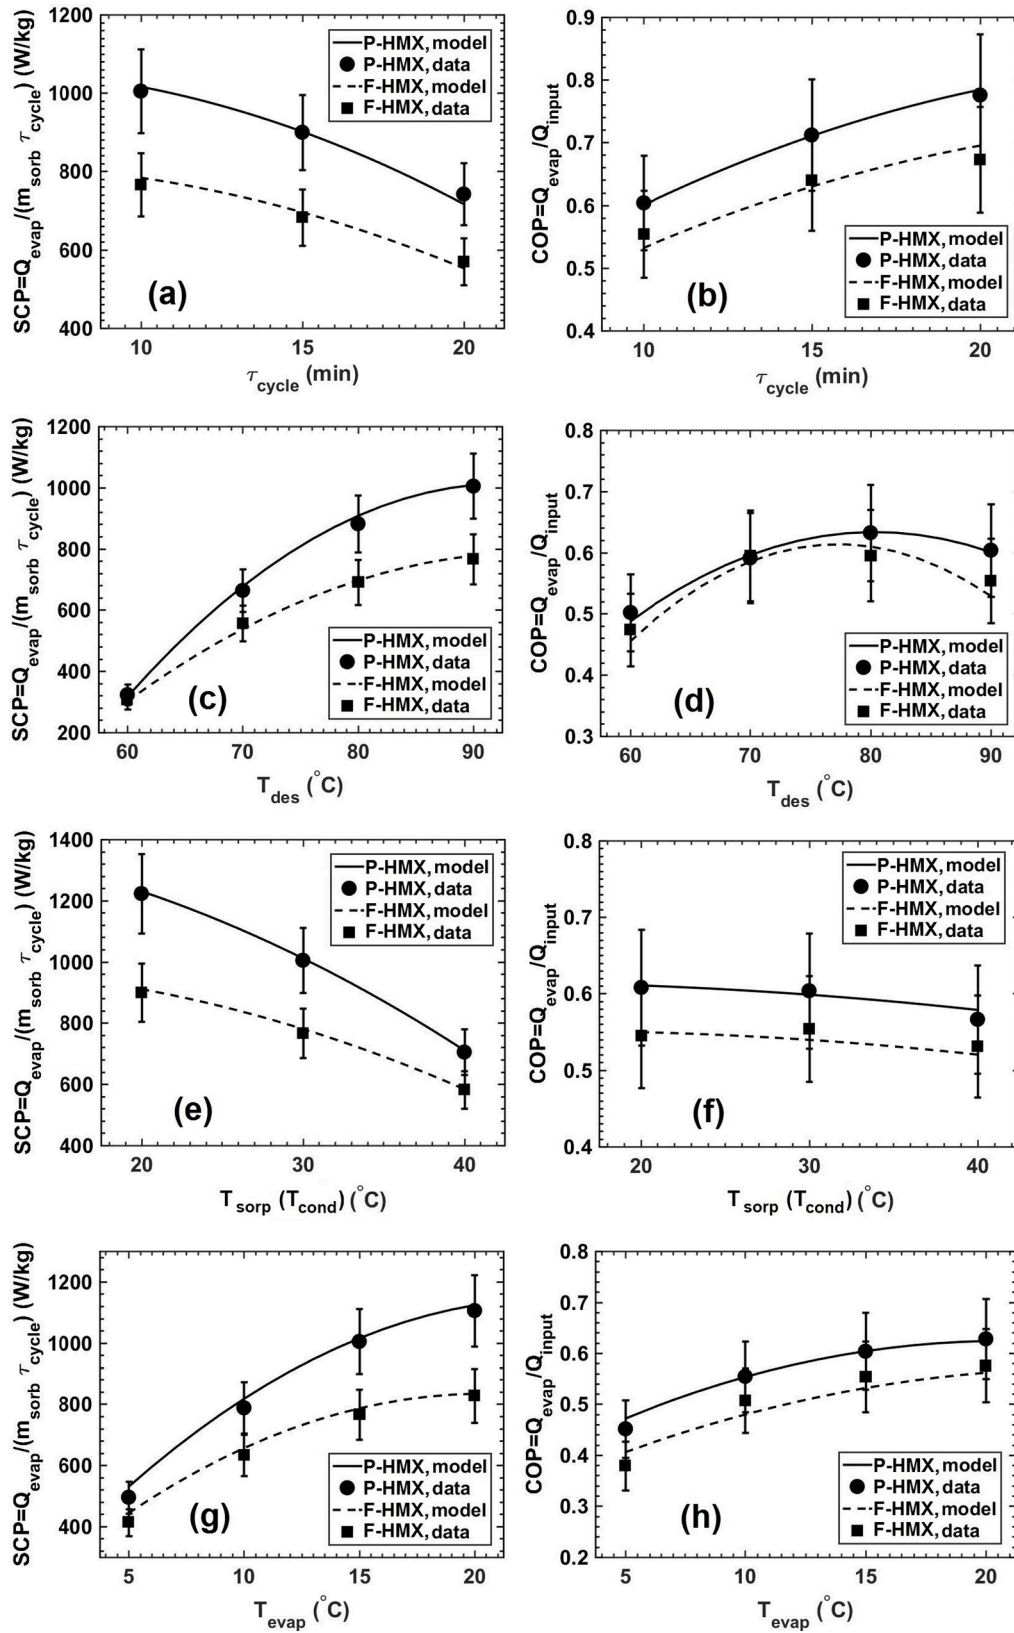 SCP=Q_evap/(m_sorb τ_cycle) (W/kg)
1200
1000
800
600
400
P-HMX, model
P-HMX, data
F-HMX, model
F-HMX, data
(a)
10 15 20
τ_cycle (min)
COP=Q_evap/Q_input
0.9
0.8
0.7
0.6
0.5
0.4
P-HMX, model
P-HMX, data
F-HMX, model
F-HMX, data
(b)
10 15 20
τ_cycle (min)
SCP=Q_evap/(m_sorb τ_cycle) (W/kg)
1200
1000
800
600
400
200
P-HMX, model
P-HMX, data
F-HMX, model
F-HMX, data
(c)
60 70 80 90
T_des (°C)
COP=Q_evap/Q_input
0.8
0.7
0.6
0.5
0.4
0.3
P-HMX, model
P-HMX, data
F-HMX, model
F-HMX, data
(d)
60 70 80 90
T_des (°C)
SCP=Q_evap/(m_sorb τ_cycle) (W/kg)
1400
1200
1000
800
600
400
P-HMX, model
P-HMX, data
F-HMX, model
F-HMX, data
(e)
20 30 40
T_sorp (T_cond) (°C)
COP=Q_evap/Q_input
0.8
0.7
0.6
0.5
0.4
P-HMX, model
P-HMX, data
F-HMX, model
F-HMX, data
(f)
20 30 40
T_sorp (T_cond) (°C)
SCP=Q_evap/(m_sorb τ_cycle) (W/kg)
1200
1000
800
600
400
P-HMX, model
P-HMX, data
F-HMX, model
F-HMX, data
(g)
5 10 15 20
T_evap (°C)
COP=Q_evap/Q_input
0.8
0.7
0.6
0.5
0.4
0.3
0.2
P-HMX, model
P-HMX, data
F-HMX, model
F-HMX, data
(h)
5 10 15 20
T_evap (°C)